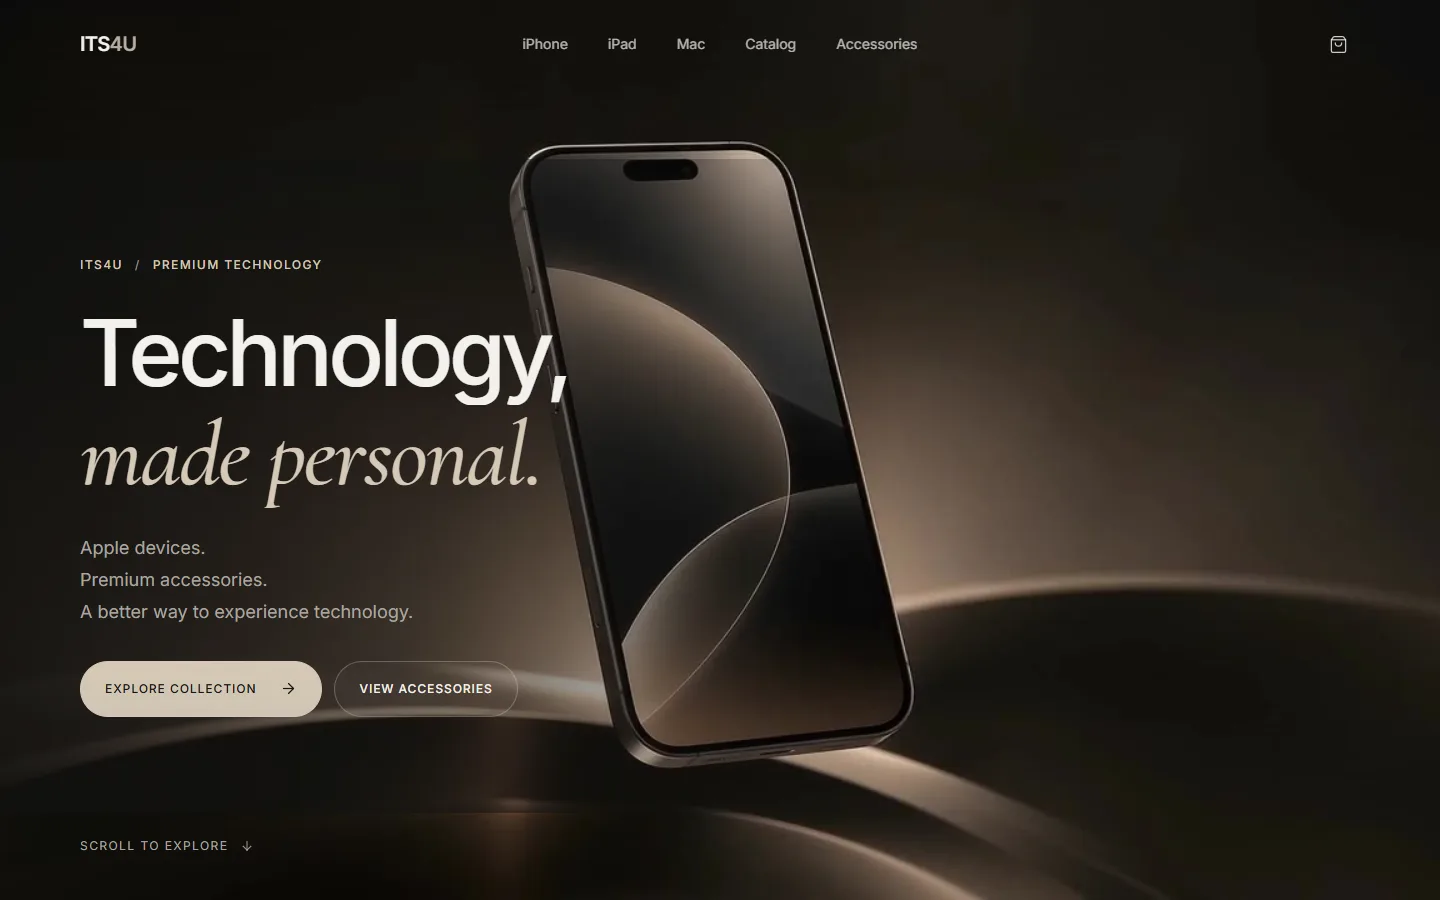 ITS4U
iPhone
iPad
Mac
Catalog
Accessories
ITS4U / PREMIUM TECHNOLOGY
Technology,
made personal.
Apple devices.
Premium accessories.
A better way to experience technology.
EXPLORE COLLECTION →
VIEW ACCESSORIES
SCROLL TO EXPLORE ↓